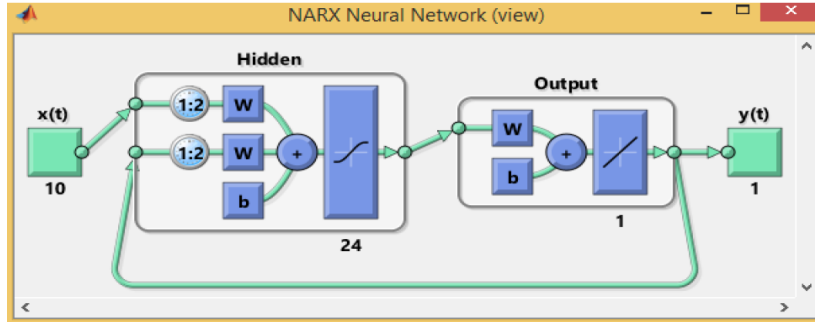 NARX Neural Network (view)
Hidden
Output
x(t)
1:2
W
1:2
W
b
+
W
b
+
y(t)
10
24
1
1